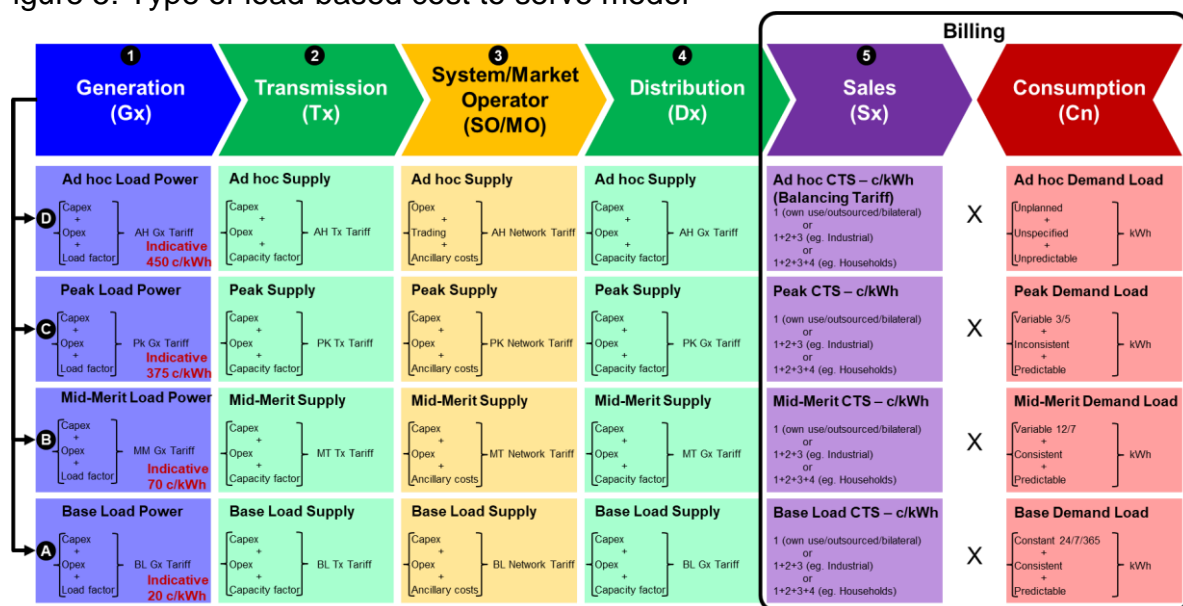 igure 3: Type of load based cost to serve model
Billing
1
Generation
(Gx)
2
Transmission
(Tx)
3
System/Market
Operator
(SO/MO)
4
Distribution
(Dx)
5
Sales
(Sx)
Consumption
(Cn)
D
Ad hoc Load Power
Capex
+
Opex
+
Load factor
AH Gx Tariff
Indicative
450 c/kWh
Ad hoc Supply
Capex
+
Opex
+
Capacity factor
AH Tx Tariff
Ad hoc Supply
Opex
+
Trading
+
Ancillary costs
AH Network Tariff
Ad hoc Supply
Capex
+
Opex
+
Capacity factor
AH Gx Tariff
Ad hoc CTS – c/kWh
(Balancing Tariff)
1 (own use/outsourced/bilateral)
or
1+2+3 (eg. Industrial)
or
1+2+3+4 (eg. Households)
X
Ad hoc Demand Load
Unplanned
+
Unspecified
+
Unpredictable
kWh
C
Peak Load Power
Capex
+
Opex
+
Load factor
Pk Gx Tariff
Indicative
375 c/kWh
Peak Supply
Capex
+
Opex
+
Capacity factor
PK Tx Tariff
Peak Supply
Capex
+
Opex
+
Ancillary costs
PK Network Tariff
Peak Supply
Capex
+
Opex
+
Capacity factor
PK Gx Tariff
Peak CTS – c/kWh
1 (own use/outsourced/bilateral)
or
1+2+3 (eg. Industrial)
or
1+2+3+4 (eg. Households)
X
Peak Demand Load
Variable 3/5
+
Inconsistent
+
Predictable
kWh
B
Mid-Merit Load Power
Capex
+
Opex
+
Load factor
MM Gx Tariff
Indicative
70 c/kWh
Mid-Merit Supply
Capex
+
Opex
+
Capacity factor
MT Tx Tariff
Mid-Merit Supply
Capex
+
Opex
+
Ancillary costs
MT Network Tariff
Mid-Merit Supply
Capex
+
Opex
+
Capacity factor
MT Gx Tariff
Mid-Merit CTS – c/kWh
1 (own use/outsourced/bilateral)
or
1+2+3 (eg. Industrial)
or
1+2+3+4 (eg. Households)
X
Mid-Merit Demand Load
Variable 12/7
+
Consistent
+
Predictable
kWh
A
Base Load Power
Capex
+
Opex
+
Load factor
BL Gx Tariff
Indicative
20 c/kWh
Base Load Supply
Capex
+
Opex
+
Capacity factor
BL Tx Tariff
Base Load Supply
Capex
+
Opex
+
Ancillary costs
BL Network Tariff
Base Load Supply
Capex
+
Opex
+
Capacity factor
BL Gx Tariff
Base Load CTS – c/kWh
1 (own use/outsourced/bilateral)
or
1+2+3 (eg. Industrial)
or
1+2+3+4 (eg. Households)
X
Base Demand Load
Constant 24/7/365
+
Consistent
+
Predictable
kWh